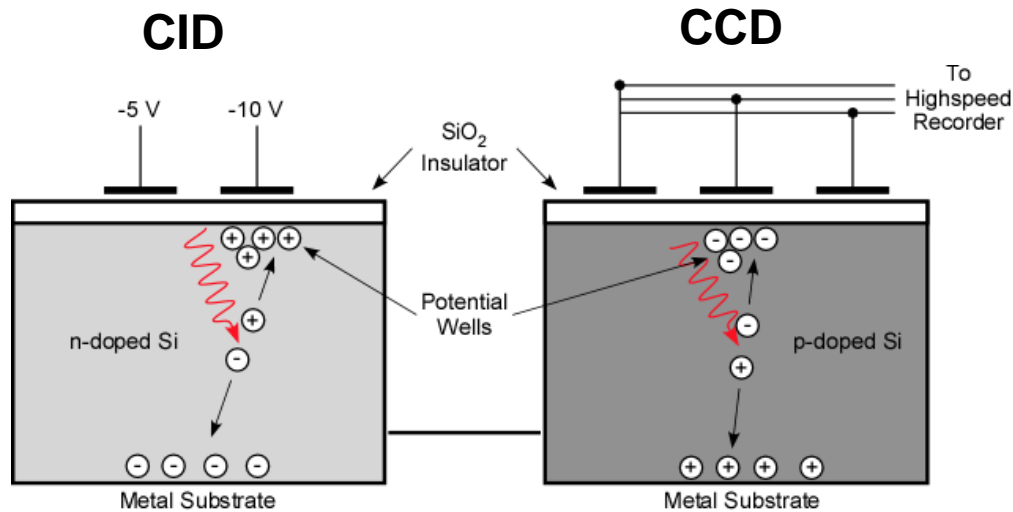 CID
CCD
-5 V
-10 V
To
Highspeed
Recorder
SiO₂
Insulator
+ + +
+
- - -
-
Potential
Wells
+
-
n-doped Si
-
+
p-doped Si
- - - -
+ + + +
Metal Substrate
Metal Substrate